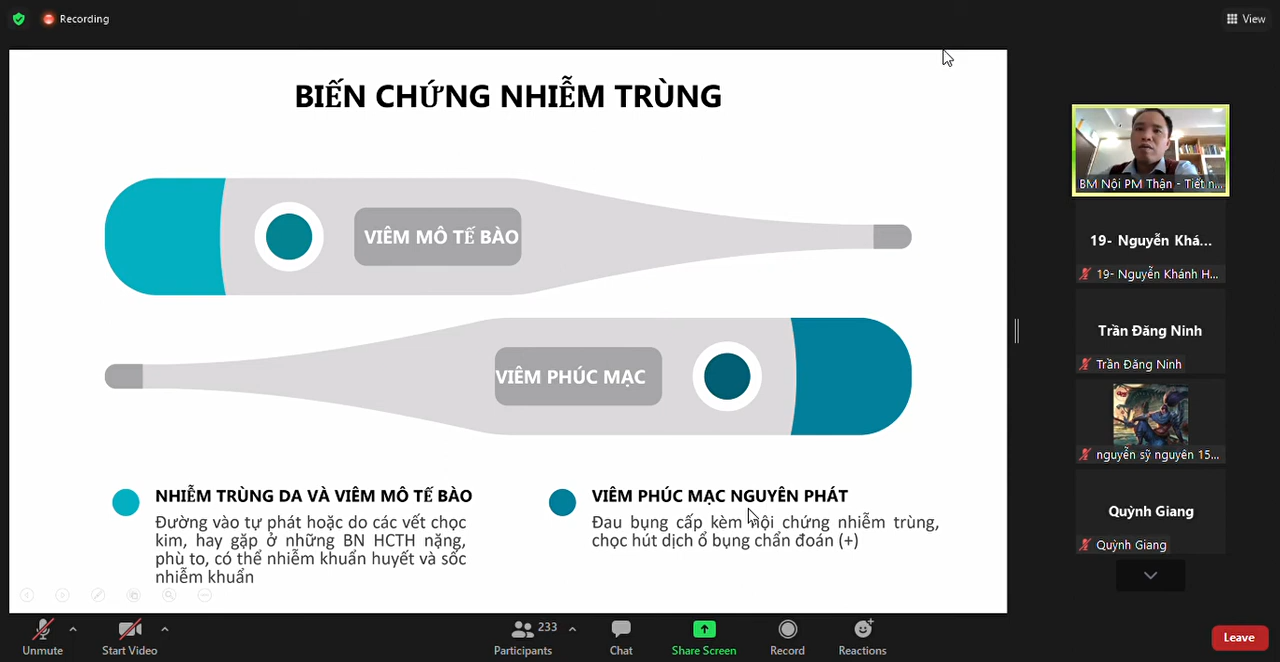 Recording
View
BIẾN CHỨNG NHIỄM TRÙNG
VIÊM MÔ TẾ BÀO
VIÊM PHÚC MẠC
NHIỄM TRÙNG DA VÀ VIÊM MÔ TẾ BÀO
Đường vào tự phát hoặc do các vết chọc
kim, hay gặp ở những BN HCTH nặng,
phù to, có thể nhiễm khuẩn huyết và sốc
nhiễm khuẩn
VIÊM PHÚC MẠC NGUYÊN PHÁT
Đau bụng cấp kèm hội chứng nhiễm trùng,
chọc hút dịch ổ bụng chẩn đoán (+)
BM Nội PM Thận - Tiết n...
19- Nguyễn Khá...
19- Nguyễn Khánh H...
Trần Đăng Ninh
Trần Đăng Ninh
nguyễn sỹ nguyên 15...
Quỳnh Giang
Quỳnh Giang
Unmute
Start Video
233
Participants
Chat
Share Screen
Record
Reactions
Leave